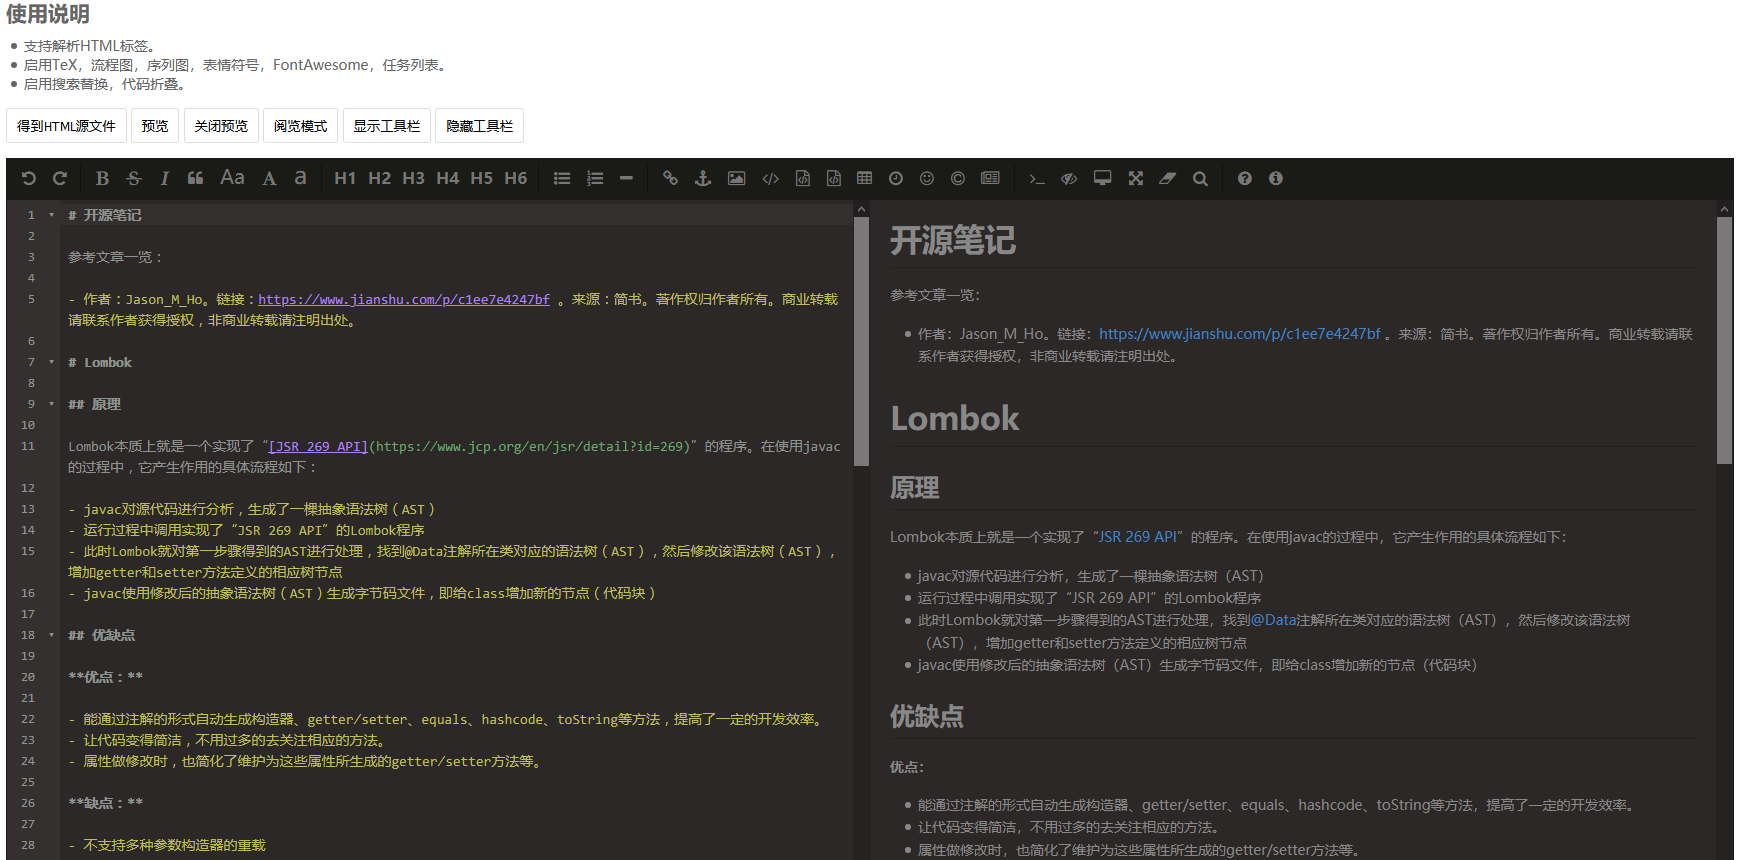 使用说明
支持解析HTML标签。
启用TeX，流程图，序列图，表情符号，FontAwesome，任务列表。
启用搜索替换，代码折叠。
得到HTML源文件 预览 关闭预览 阅览模式 显示工具栏 隐藏工具栏
B S I Aa A a H1 H2 H3 H4 H5 H6
1 # 开源笔记
2
3 参考文章一览：
4
5 - 作者：Jason_M_Ho。链接：https://www.jianshu.com/p/c1ee7e4247bf 。来源：简书。著作权归作者所有。商业转载
请联系作者获得授权，非商业转载请注明出处。
6
7 # Lombok
8
9 ## 原理
10
11 Lombok本质上就是一个实现了“[JSR 269 API](https://www.jcp.org/en/jsr/detail?id=269)”的程序。在使用javac
的过程中，它产生作用的具体流程如下：
12
13 - javac对源代码进行分析，生成了一棵抽象语法树（AST）
14 - 运行过程中调用实现了“JSR 269 API”的Lombok程序
15 - 此时Lombok就对第一步骤得到的AST进行处理，找到@Data注解所在类对应的语法树（AST），然后修改该语法树（AST），
增加getter和setter方法定义的相应树节点
16 - javac使用修改后的抽象语法树（AST）生成字节码文件，即给class增加新的节点（代码块）
17
18 ## 优缺点
19
20 **优点：**
21
22 - 能通过注解的形式自动生成构造器、getter/setter、equals、hashcode、toString等方法，提高了一定的开发效率。
23 - 让代码变得简洁，不用过多的去关注相应的方法。
24 - 属性做修改时，也简化了维护为这些属性所生成的getter/setter方法等。
25
26 **缺点：**
27
28 - 不支持多种参数构造器的重载
开源笔记
参考文章一览：
作者：Jason_M_Ho。链接：https://www.jianshu.com/p/c1ee7e4247bf 。来源：简书。著作权归作者所有。商业转载请联
系作者获得授权，非商业转载请注明出处。
Lombok
原理
Lombok本质上就是一个实现了“JSR 269 API”的程序。在使用javac的过程中，它产生作用的具体流程如下：
javac对源代码进行分析，生成了一棵抽象语法树（AST）
运行过程中调用实现了“JSR 269 API”的Lombok程序
此时Lombok就对第一步骤得到的AST进行处理，找到@Data注解所在类对应的语法树（AST），然后修改该语法树
（AST），增加getter和setter方法定义的相应树节点
javac使用修改后的抽象语法树（AST）生成字节码文件，即给class增加新的节点（代码块）
优缺点
优点：
能通过注解的形式自动生成构造器、getter/setter、equals、hashcode、toString等方法，提高了一定的开发效率。
让代码变得简洁，不用过多的去关注相应的方法。
属性做修改时，也简化了维护为这些属性所生成的getter/setter方法等。